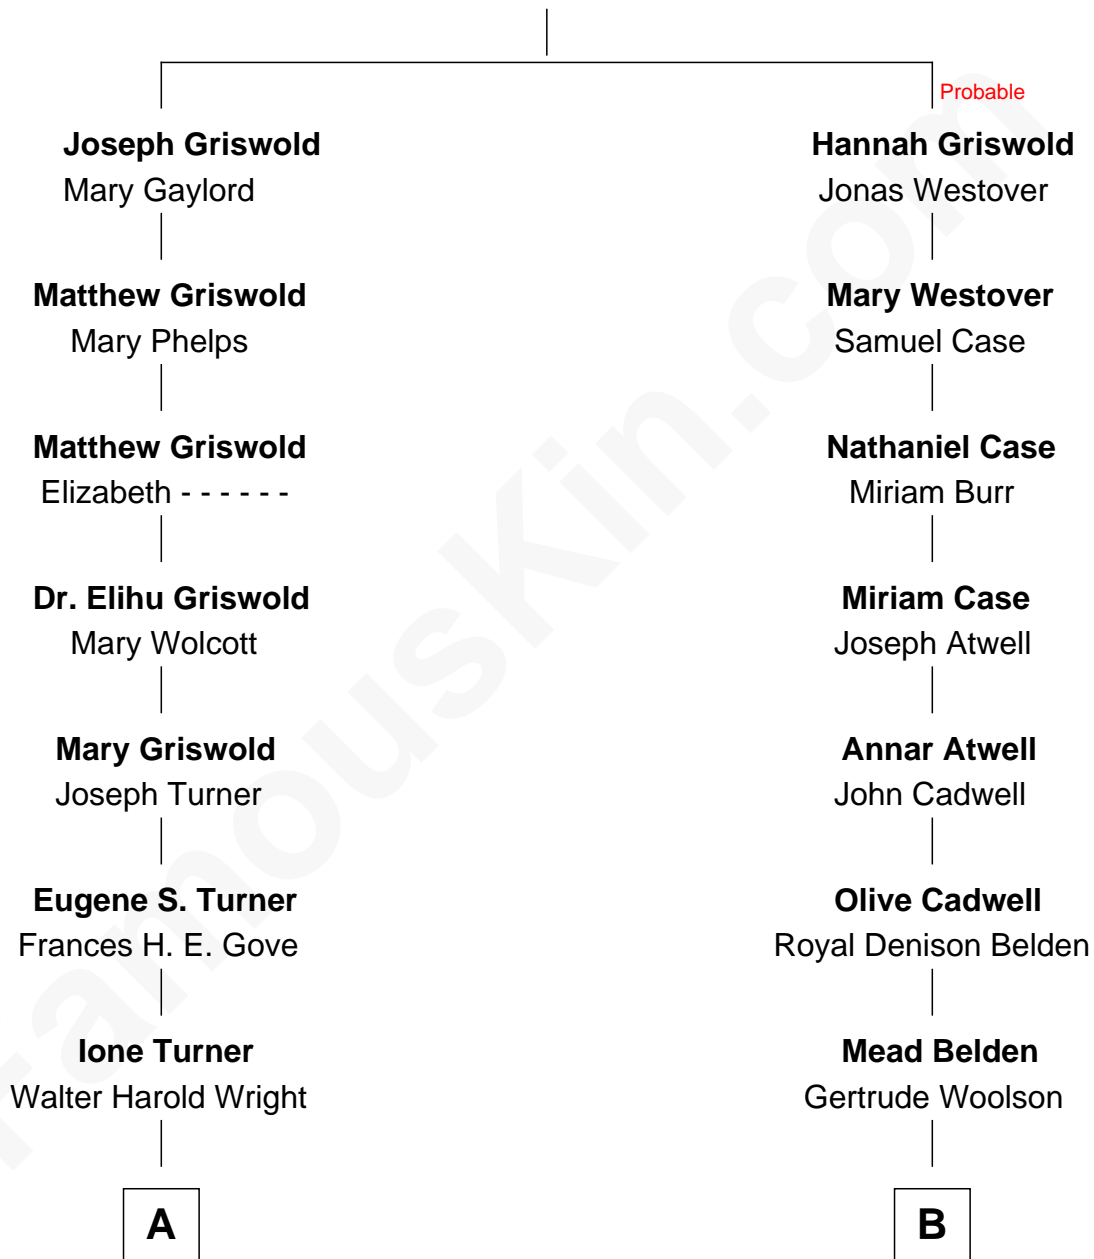 Probable
Joseph Griswold
Mary Gaylord
Hannah Griswold
Jonas Westover
Matthew Griswold
Mary Phelps
Mary Westover
Samuel Case
Matthew Griswold
Elizabeth - - - - - -
Nathaniel Case
Miriam Burr
Dr. Elihu Griswold
Mary Wolcott
Miriam Case
Joseph Atwell
Mary Griswold
Joseph Turner
Annar Atwell
John Cadwell
Eugene S. Turner
Frances H. E. Gove
Olive Cadwell
Royal Denison Belden
Ione Turner
Walter Harold Wright
Mead Belden
Gertrude Woolson
A
B
FamousKin.com